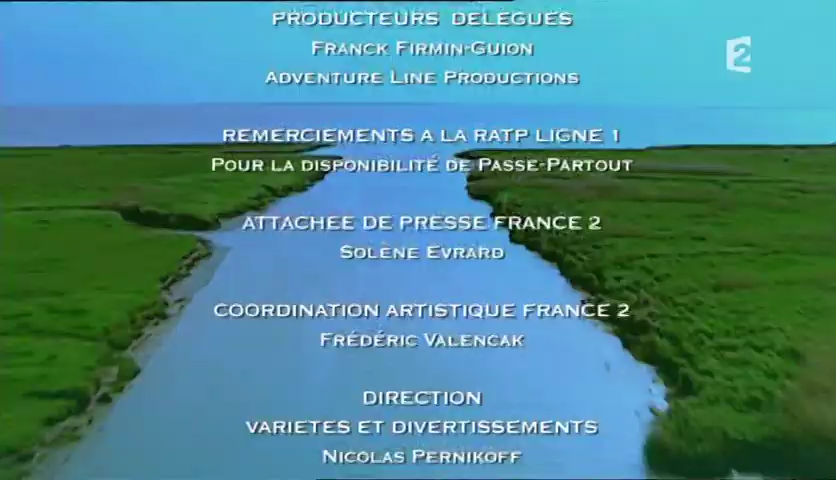 PRODUCTEURS DELEGUES
FRANCK FIRMIN-GUION
ADVENTURE LINE PRODUCTIONS
2
REMERCIEMENTS A LA RATP LIGNE 1
POUR LA DISPONIBILITÉ DE PASSE-PARTOUT
ATTACHEE DE PRESSE FRANCE 2
SOLÈNE EVRARD
COORDINATION ARTISTIQUE FRANCE 2
FRÉDÉRIC VALENCAK
DIRECTION
VARIETES ET DIVERTISSEMENTS
NICOLAS PERNIKOFF